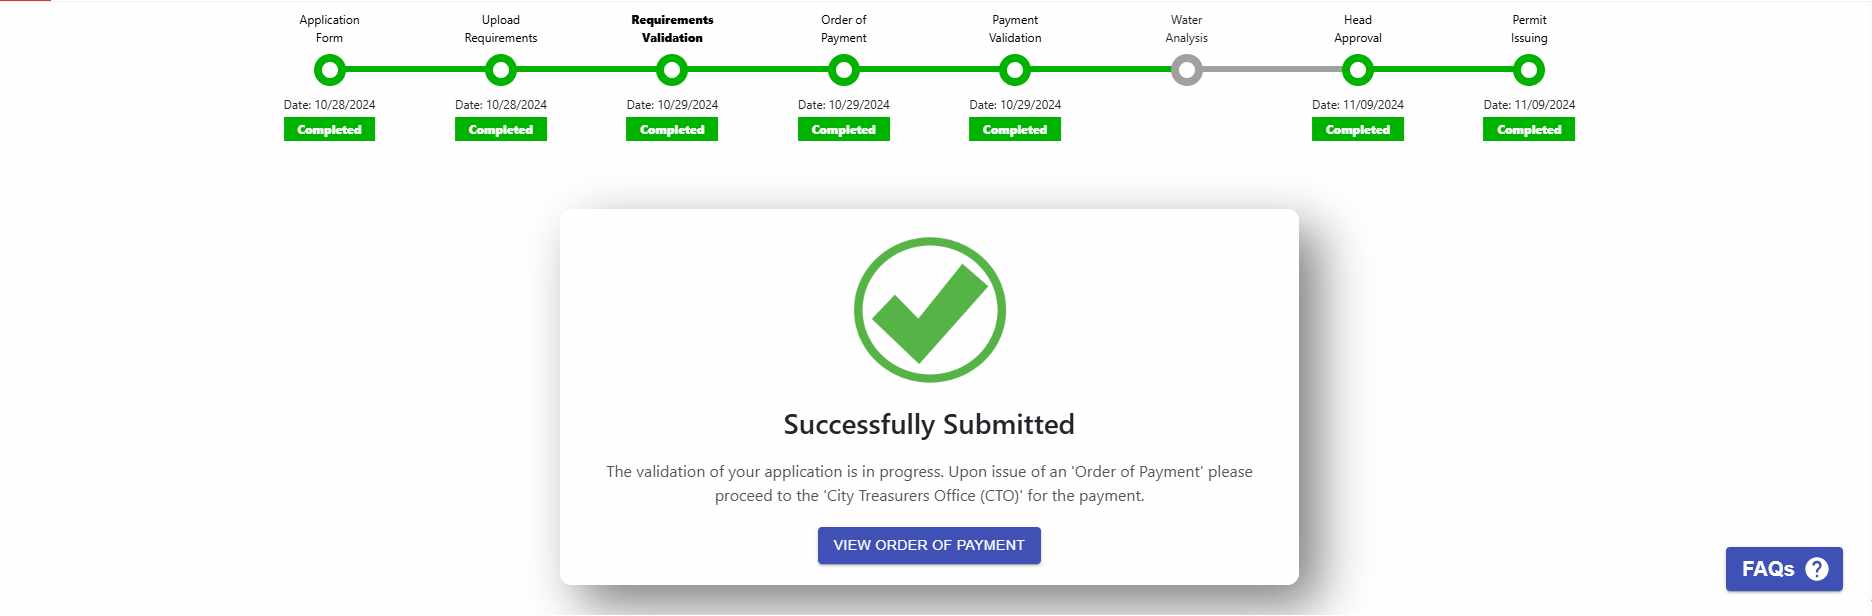 Application
Form
Upload
Requirements
Requirements
Validation
Order of
Payment
Payment
Validation
Water
Analysis
Head
Approval
Permit
Issuing
Date: 10/28/2024
Date: 10/28/2024
Date: 10/29/2024
Date: 10/29/2024
Date: 10/29/2024
Date: 11/09/2024
Date: 11/09/2024
Completed
Completed
Completed
Completed
Completed
Completed
Completed
Successfully Submitted
The validation of your application is in progress. Upon issue of an 'Order of Payment' please
proceed to the 'City Treasurers Office (CTO)' for the payment.
VIEW ORDER OF PAYMENT
FAQs ?